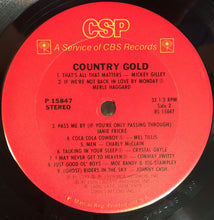 CSP
A Service of CBS Records
COUNTRY GOLD
1 THAT'S ALL THAT MATTERS — MICKEY GILLEY
2 IF WE'RE NOT BACK IN LOVE BY MONDAY
MERLE HAGGARD
P 15847
STEREO
33 1/3 RPM
Side 2
BS 15847
3 PASS ME BY (IF YOU'RE ONLY PASSING THROUGH)
JANIE FRICKE
4 COCA COLA COWBOY — MEL TILLIS
5 MEN — CHARLY McCLAIN
6 TALKING IN YOUR SLEEP — CRYSTAL GAYLE
7 I MAY NEVER GET TO HEAVEN — CONWAY TWITTY
8 JUST GOOD OL' BOYS — MOE BANDY & JOE STAMPLEY
9 (GHOST) RIDERS IN THE SKY — JOHNNY CASH